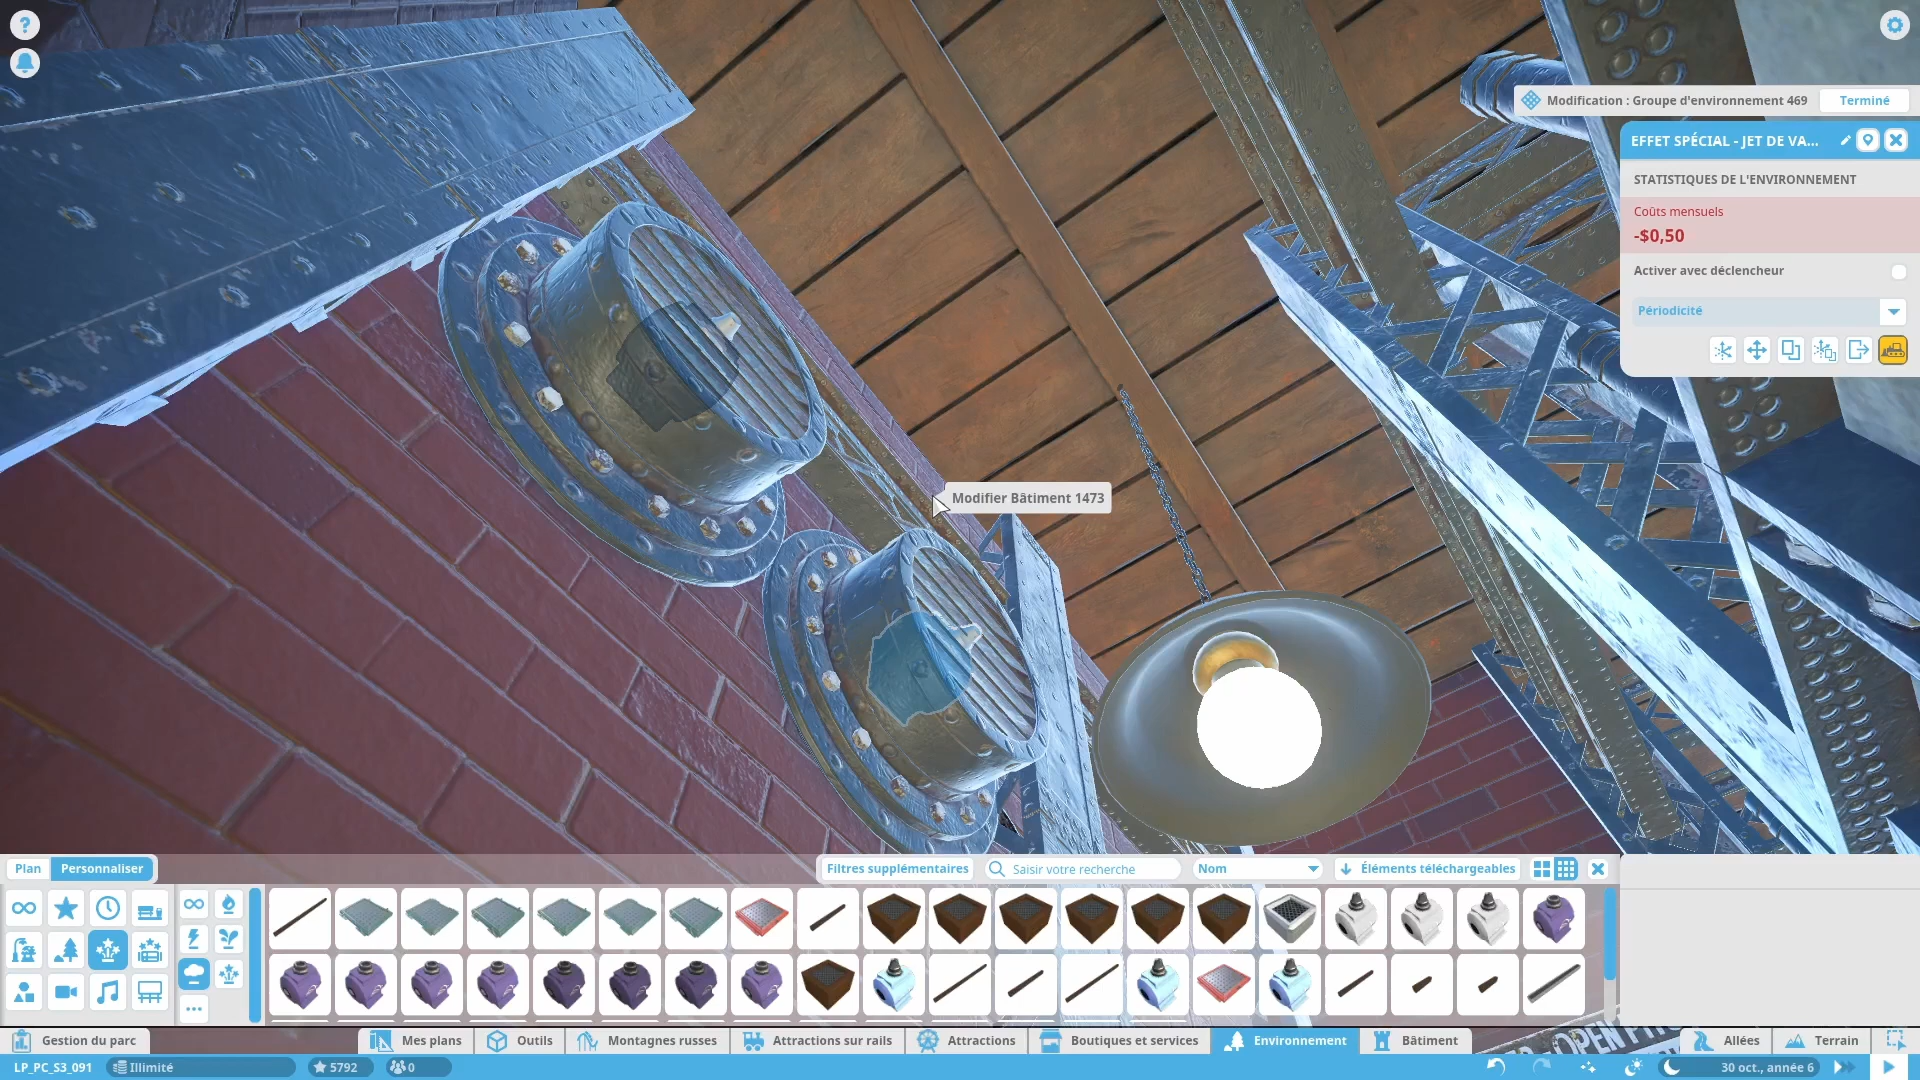 Modification : Groupe d'environnement 469
Terminé
EFFET SPÉCIAL - JET DE VA...
STATISTIQUES DE L'ENVIRONNEMENT
Coûts mensuels
-$0,50
Activer avec déclencheur
Périodicité
Modifier Bâtiment 1473
Plan
Personnaliser
Filtres supplémentaires
Saisir votre recherche
Nom
Éléments téléchargeables
Gestion du parc
Mes plans
Outils
Montagnes russes
Attractions sur rails
Attractions
Boutiques et services
Environnement
Bâtiment
Allées
Terrain
LP_PC_S3_091
Illimité
5792
0
30 oct., année 6